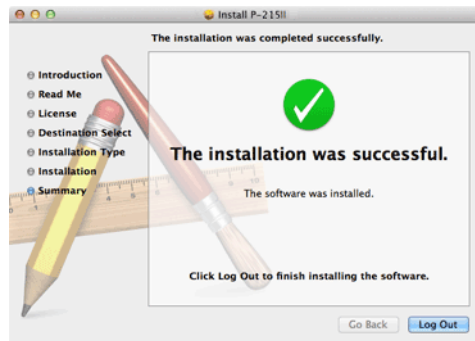 Install P-215II
The installation was completed successfully.
Introduction
Read Me
License
Destination Select
Installation Type
Installation
Summary
The installation was successful.
The software was installed.
Click Log Out to finish installing the software.
Go Back
Log Out